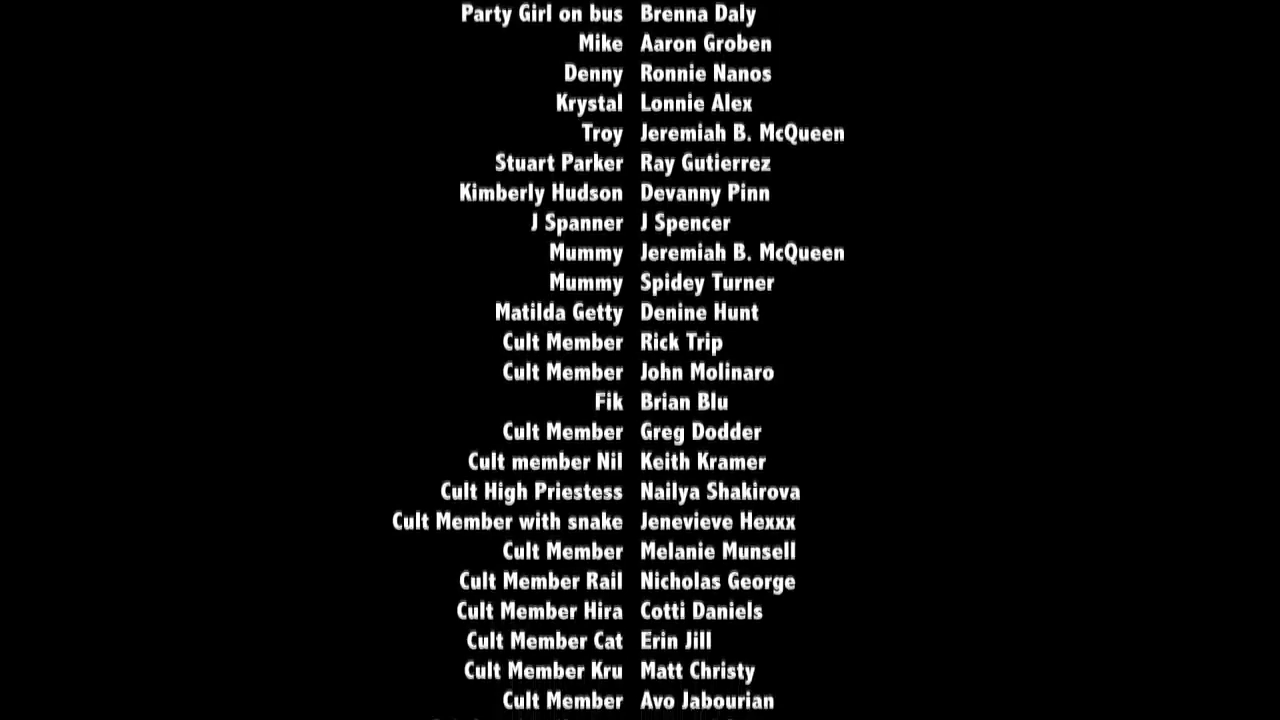 Party Girl on bus Brenna Daly
Mike Aaron Groben
Denny Ronnie Nanos
Krystal Lonnie Alex
Troy Jeremiah B. McQueen
Stuart Parker Ray Gutierrez
Kimberly Hudson Devanny Pinn
J Spanner J Spencer
Mummy Jeremiah B. McQueen
Mummy Spidey Turner
Matilda Getty Denine Hunt
Cult Member Rick Trip
Cult Member John Molinaro
Fik Brian Blu
Cult Member Greg Dodder
Cult member Nil Keith Kramer
Cult High Priestess Nailya Shakirova
Cult Member with snake Jenevieve Hexxx
Cult Member Melanie Munsell
Cult Member Rail Nicholas George
Cult Member Hira Cotti Daniels
Cult Member Cat Erin Jill
Cult Member Kru Matt Christy
Cult Member Avo Jabourian